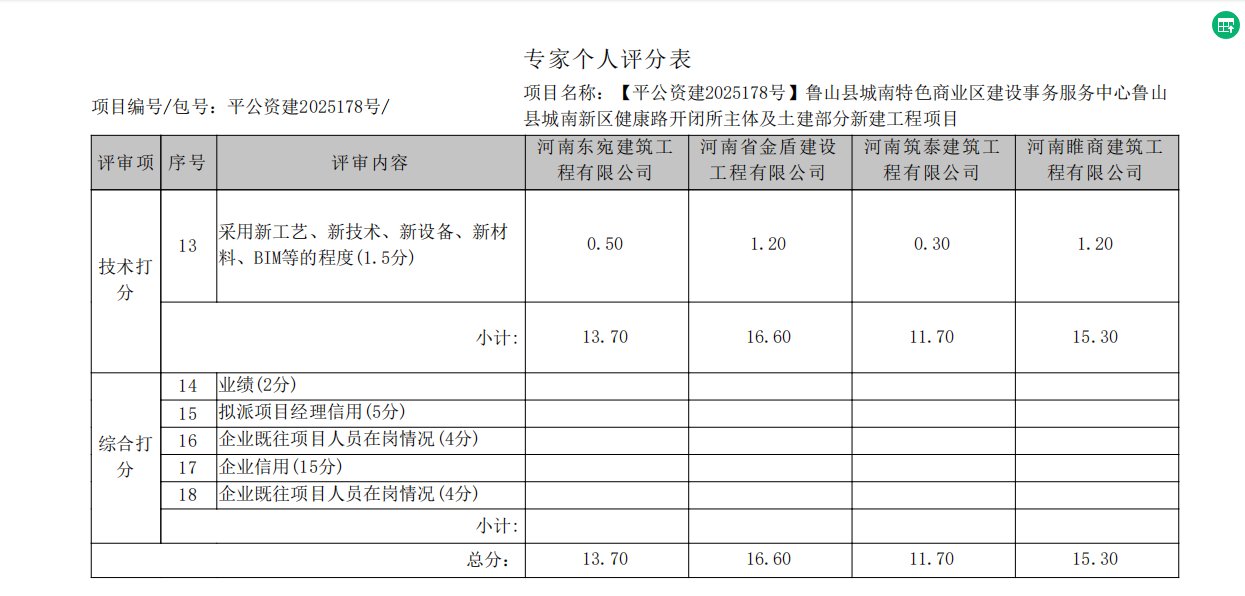 专家个人评分表
项目编号/包号: 平公资建2025178号/
项目名称: 【平公资建2025178号】鲁山县城南特色商业区建设事务服务中心鲁山
县城南新区健康路开闭所主体及土建部分新建工程项目
评审项 序号 评审内容 河南东宛建筑工程有限公司 河南省金盾建设工程有限公司 河南筑泰建筑工程有限公司 河南睢商建筑工程有限公司
技术打分 13 采用新工艺、新技术、新设备、新材料、BIM等的程度(1.5分) 0.50 1.20 0.30 1.20
小计: 13.70 16.60 11.70 15.30
综合打分 14 业绩(2分)
15 拟派项目经理信用(5分)
16 企业既往项目人员在岗情况(4分)
17 企业信用(15分)
18 企业既往项目人员在岗情况(4分)
小计:
总分: 13.70 16.60 11.70 15.30